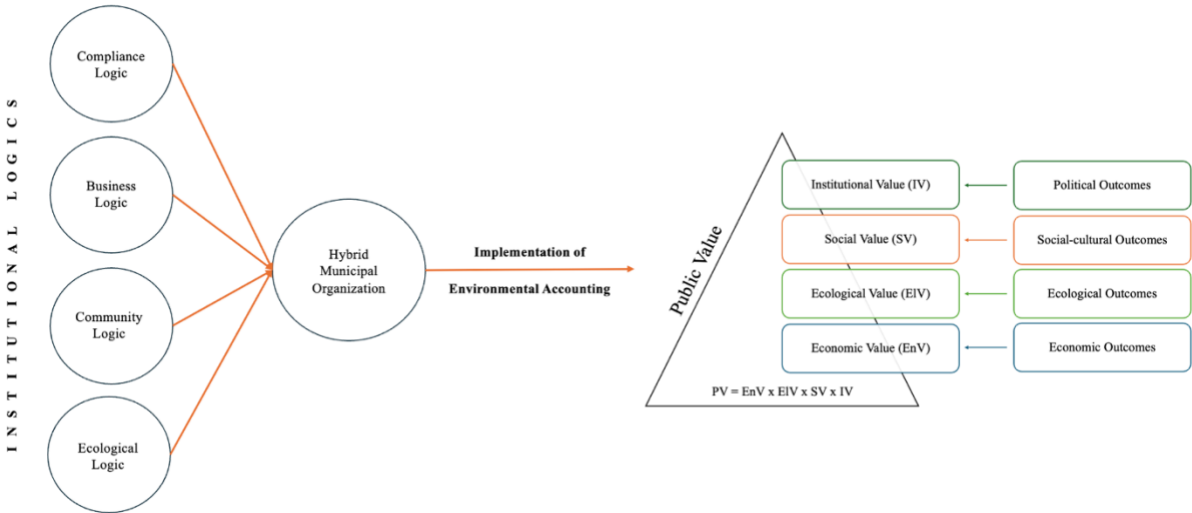 INSTITUTIONAL LOGICS
Compliance
Logic
Business
Logic
Community
Logic
Ecological
Logic
Hybrid
Municipal
Organization
Implementation of
Environmental Accounting
Public Value
Institutional Value (IV)
Political Outcomes
Social Value (SV)
Social-cultural Outcomes
Ecological Value (ElV)
Ecological Outcomes
Economic Value (EnV)
Economic Outcomes
PV = EnV x ElV x SV x IV